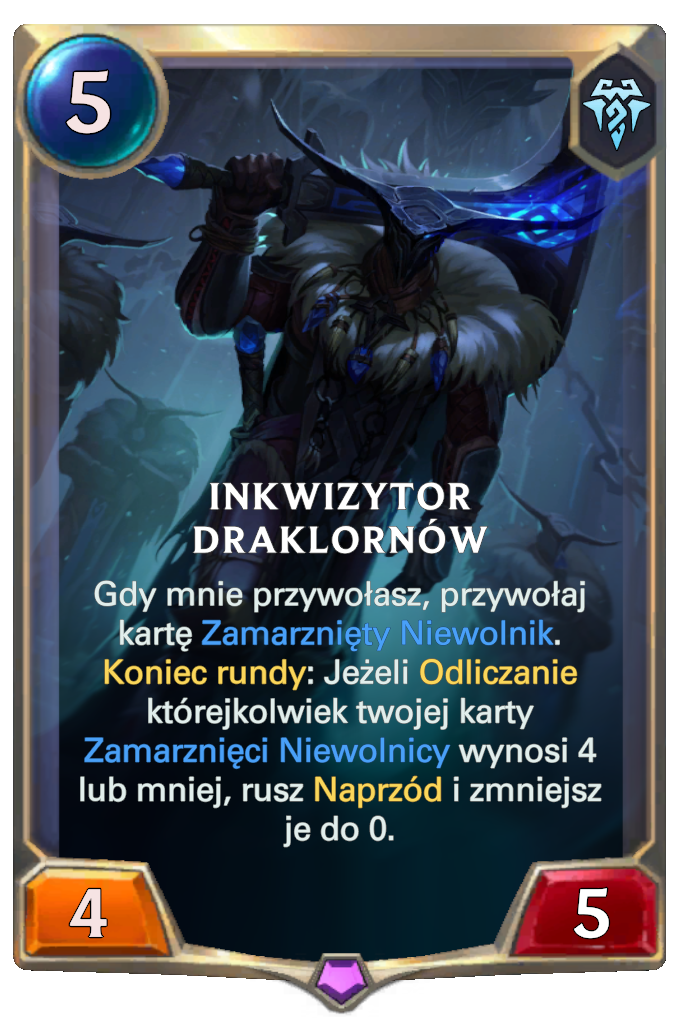 5
INKWIZYTOR
DRAKLORNÓW
Gdy mnie przywołasz, przywołaj
kartę Zamarznięty Niewolnik.
Koniec rundy: Jeżeli Odliczanie
którejkolwiek twojej karty
Zamarznięci Niewolnicy wynosi 4
lub mniej, rusz Naprzód i zmniejsz
je do 0.
4
5